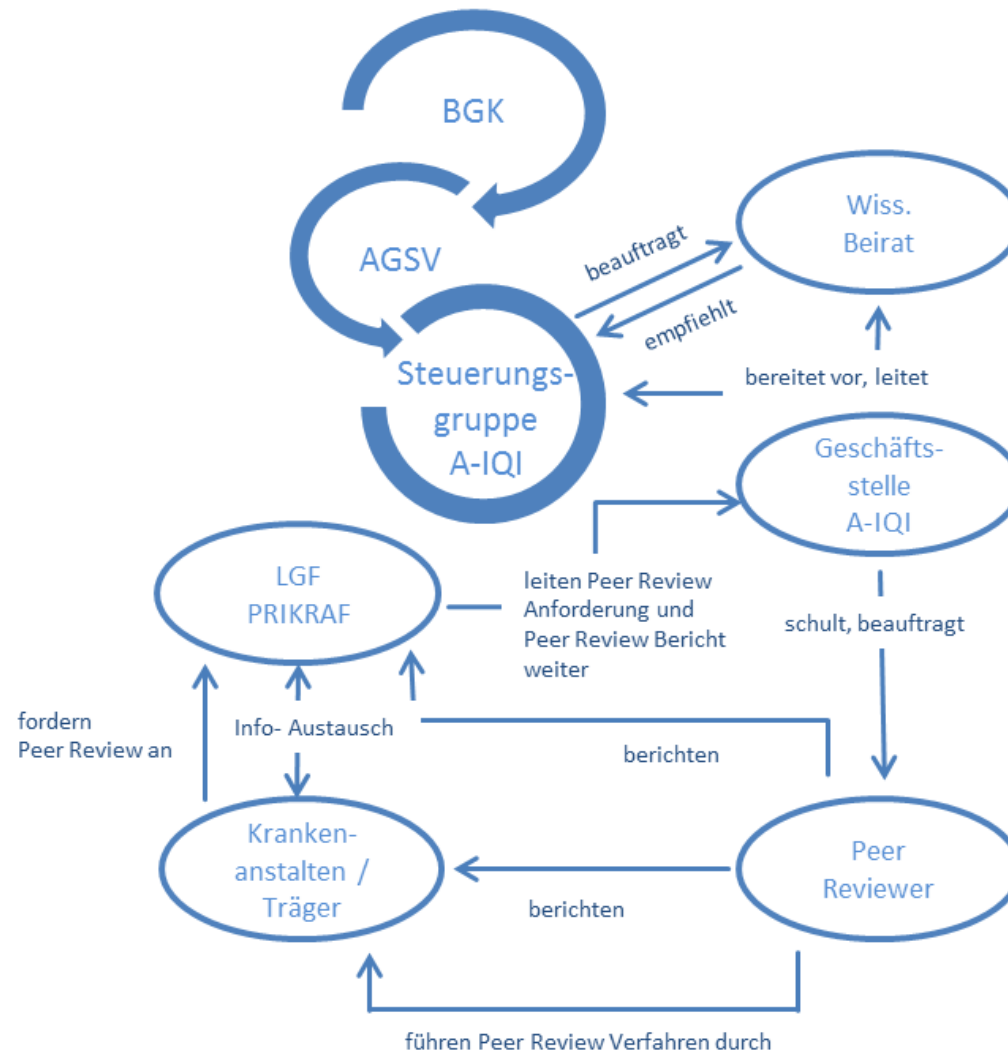 BGK
AGSV
Wiss.
Beirat
beauftragt
empfiehlt
Steuerungs-
gruppe
A-IQI
bereitet vor, leitet
Geschäfts-
stelle
A-IQI
LGF
PRIKRAF
leiten Peer Review
Anforderung und
Peer Review Bericht
weiter
schult, beauftragt
fordern
Peer Review an
Info- Austausch
berichten
Kranken-
anstalten /
Träger
berichten
Peer
Reviewer
führen Peer Review Verfahren durch